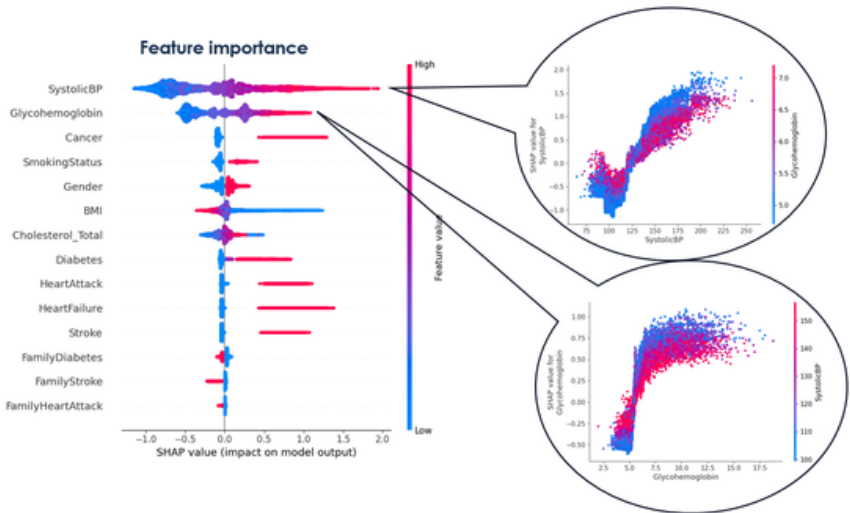 Feature importance
High
SystolicBP
Glycohemoglobin
Cancer
SmokingStatus
Gender
BMI
Cholesterol_Total
Diabetes
HeartAttack
HeartFailure
Stroke
FamilyDiabetes
FamilyStroke
FamilyHeartAttack
Low
Feature value
−1.0 −0.5 0.0 0.5 1.0 1.5 2.0
SHAP value (impact on model output)
2.0
1.5
1.0
0.5
0.0
−0.5
−1.0
SHAP value for
SystolicBP
75 100 125 150 175 200 225 250
SystolicBP
7.0
6.5
6.0
5.5
5.0
Glycohemoglobin
1.00
0.75
0.50
0.25
0.00
−0.25
−0.50
SHAP value for
Glycohemoglobin
2.5 5.0 7.5 10.0 12.5 15.0 17.5
Glycohemoglobin
150
140
130
120
110
100
SystolicBP